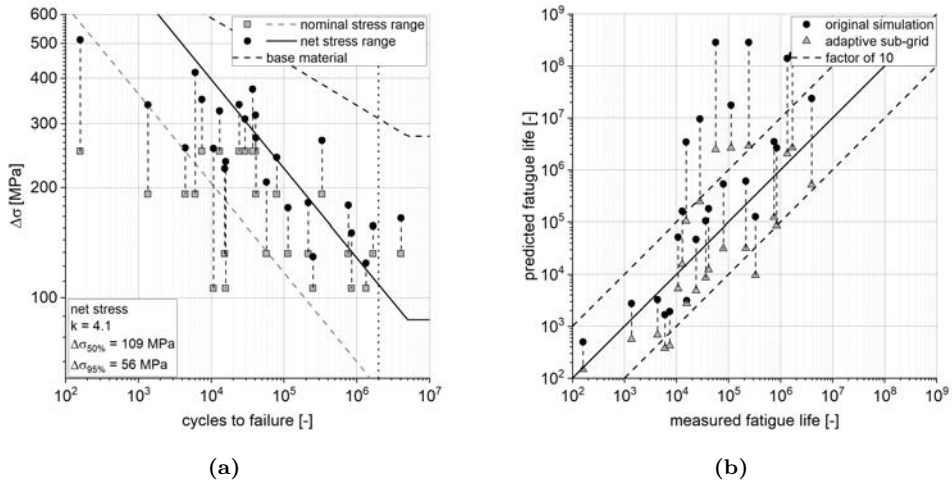 nominal stress range
net stress range
base material
600
500
400
300
200
100
Δσ [MPa]
net stress
k = 4.1
Δσ50% = 109 MPa
Δσ95% = 56 MPa
10² 10³ 10⁴ 10⁵ 10⁶ 10⁷
cycles to failure [-]
(a)
original simulation
adaptive sub-grid
factor of 10
10⁹
10⁸
10⁷
10⁶
10⁵
10⁴
10³
10²
predicted fatugue life [-]
10² 10³ 10⁴ 10⁵ 10⁶ 10⁷ 10⁸ 10⁹
measured fatigue life [-]
(b)